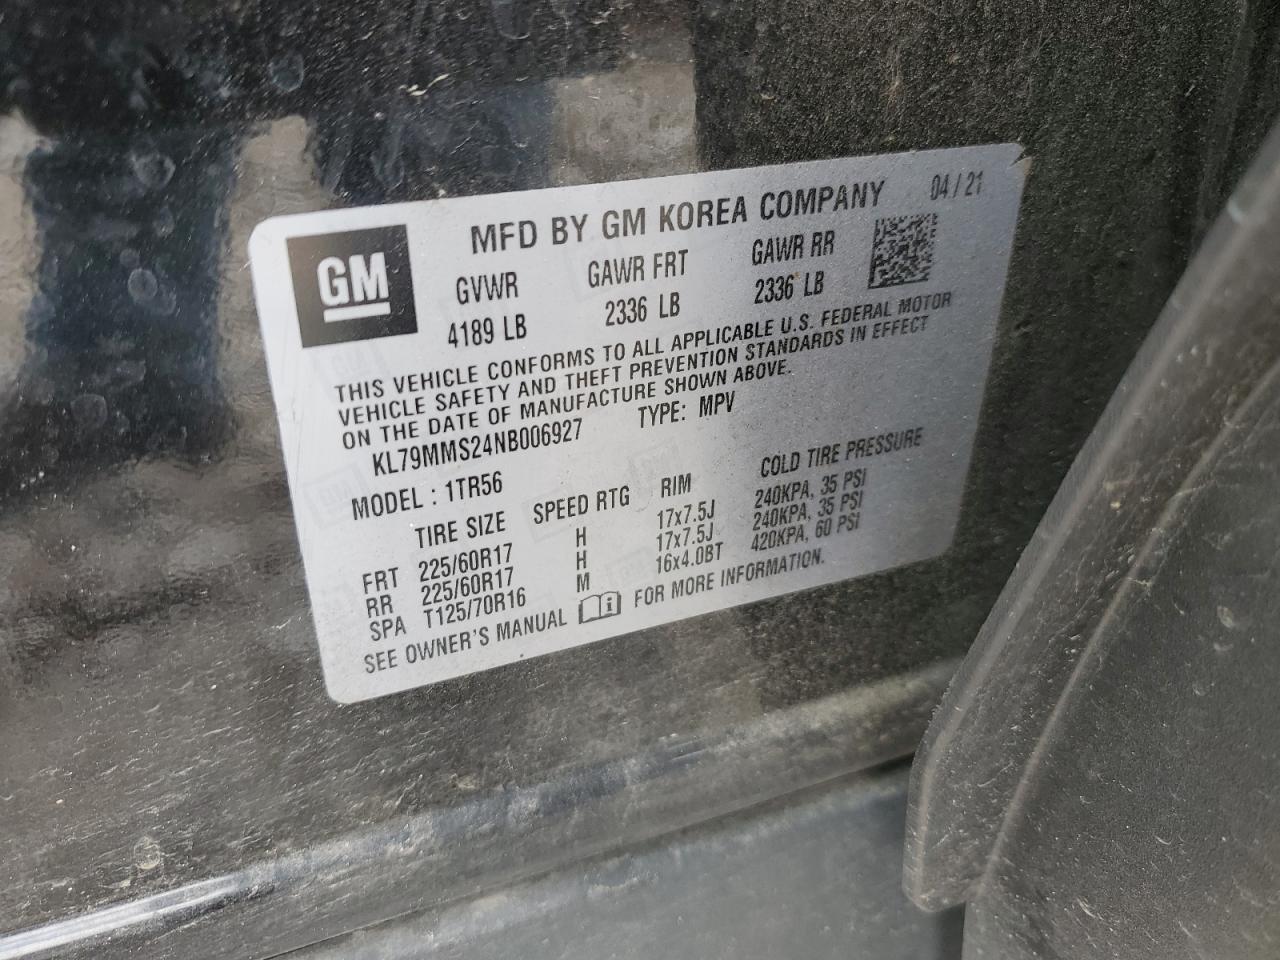 GM
MFD BY GM KOREA COMPANY 04 / 21
GVWR GAWR FRT GAWR RR
4189 LB 2336 LB 2336 LB
THIS VEHICLE CONFORMS TO ALL APPLICABLE U.S. FEDERAL MOTOR
VEHICLE SAFETY AND THEFT PREVENTION STANDARDS IN EFFECT
ON THE DATE OF MANUFACTURE SHOWN ABOVE.
KL79MMS24NB006927 TYPE: MPV
MODEL : 1TR56
TIRE SIZE SPEED RTG RIM COLD TIRE PRESSURE
FRT 225/60R17 H 17x7.5J 240KPA, 35 PSI
RR 225/60R17 H 17x7.5J 240KPA, 35 PSI
SPA T125/70R16 M 16x4.0BT 420KPA, 60 PSI
SEE OWNER'S MANUAL FOR MORE INFORMATION.